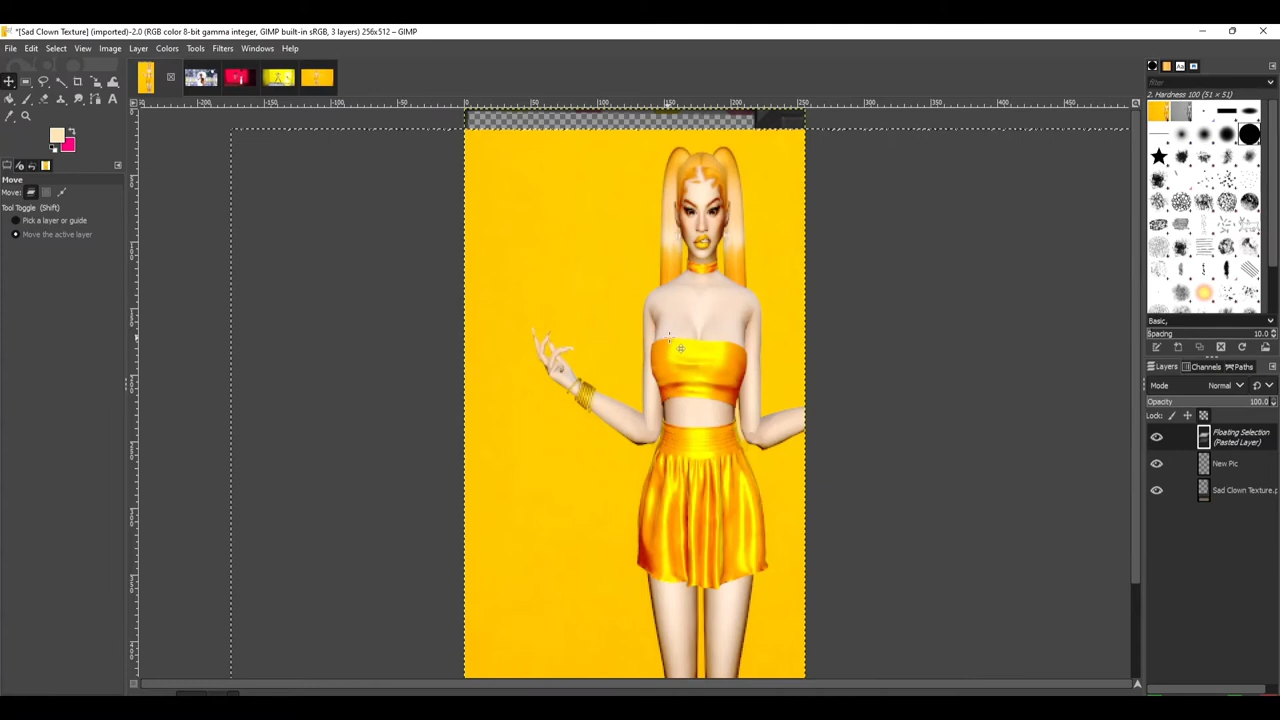 *[Sad Clown Texture] (imported)-2.0 (RGB color 8-bit gamma integer, GIMP built-in sRGB, 3 layers) 256x512 – GIMP
File Edit Select View Image Layer Colors Tools Filters Windows Help
filter
2. Hardness 100 (51 × 51)
Move
Move:
Tool Toggle (Shift)
Pick a layer or guide
Move the active layer
Basic,
Spacing 10.0
Layers Channels Paths
Mode Normal
Opacity 100.0
Lock:
Floating Selection
(Pasted Layer)
New Pic
Sad Clown Texture.p